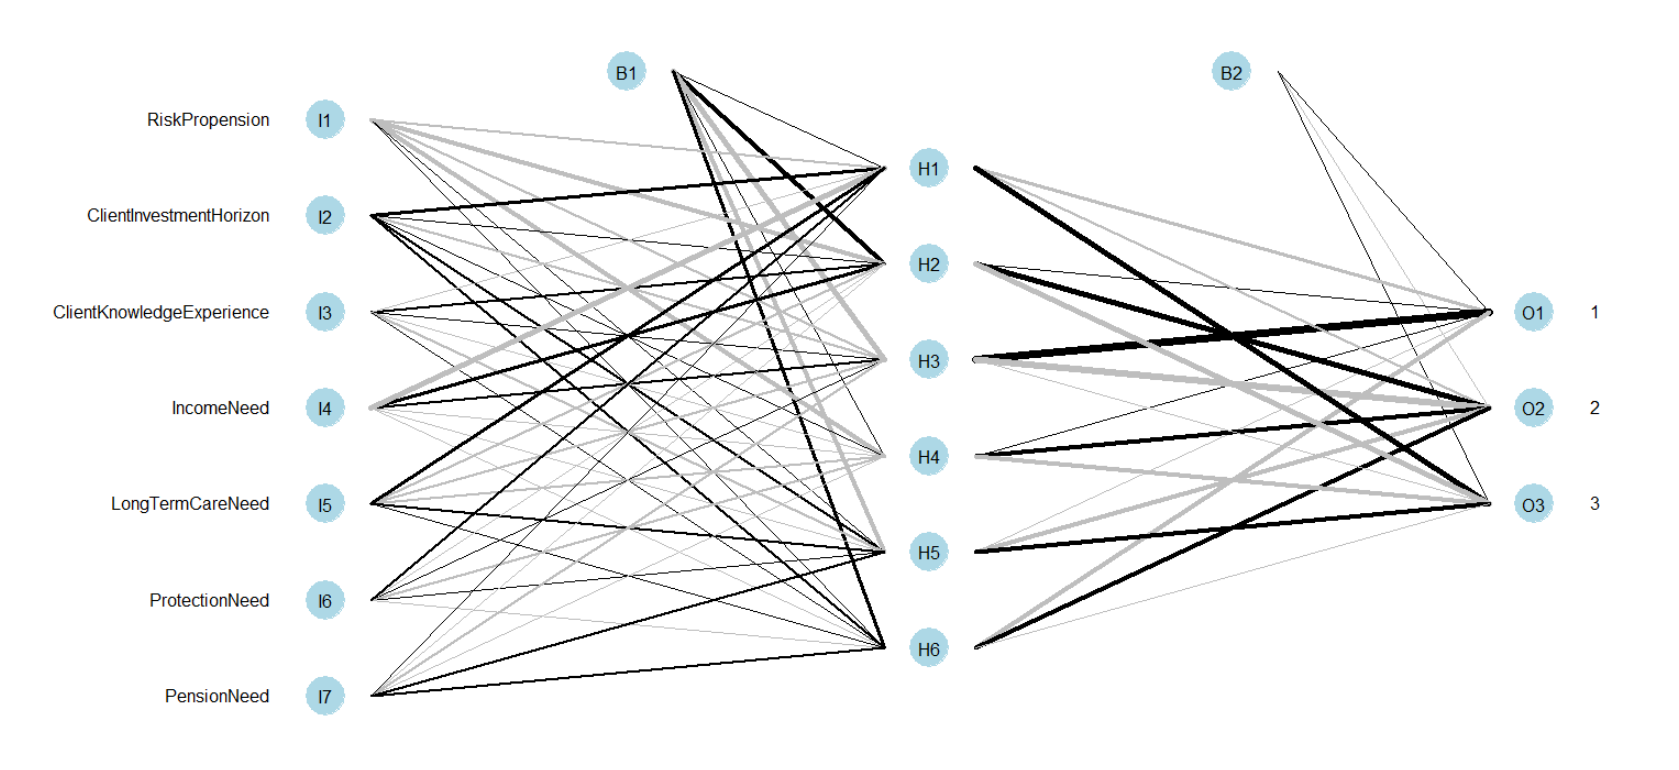 B1
B2
RiskPropension I1
H1
ClientInvestmentHorizon I2
H2
ClientKnowledgeExperience I3
O1 1
H3
IncomeNeed I4
O2 2
H4
LongTermCareNeed I5
O3 3
H5
ProtectionNeed I6
H6
PensionNeed I7